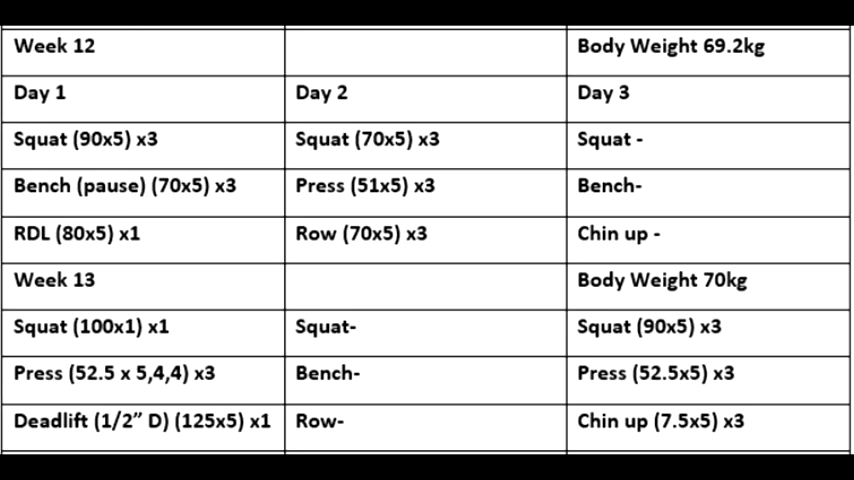 Week 12 Body Weight 69.2kg
Day 1 Day 2 Day 3
Squat (90x5) x3 Squat (70x5) x3 Squat -
Bench (pause) (70x5) x3 Press (51x5) x3 Bench-
RDL (80x5) x1 Row (70x5) x3 Chin up -
Week 13 Body Weight 70kg
Squat (100x1) x1 Squat- Squat (90x5) x3
Press (52.5 x 5,4,4) x3 Bench- Press (52.5x5) x3
Deadlift (1/2” D) (125x5) x1 Row- Chin up (7.5x5) x3